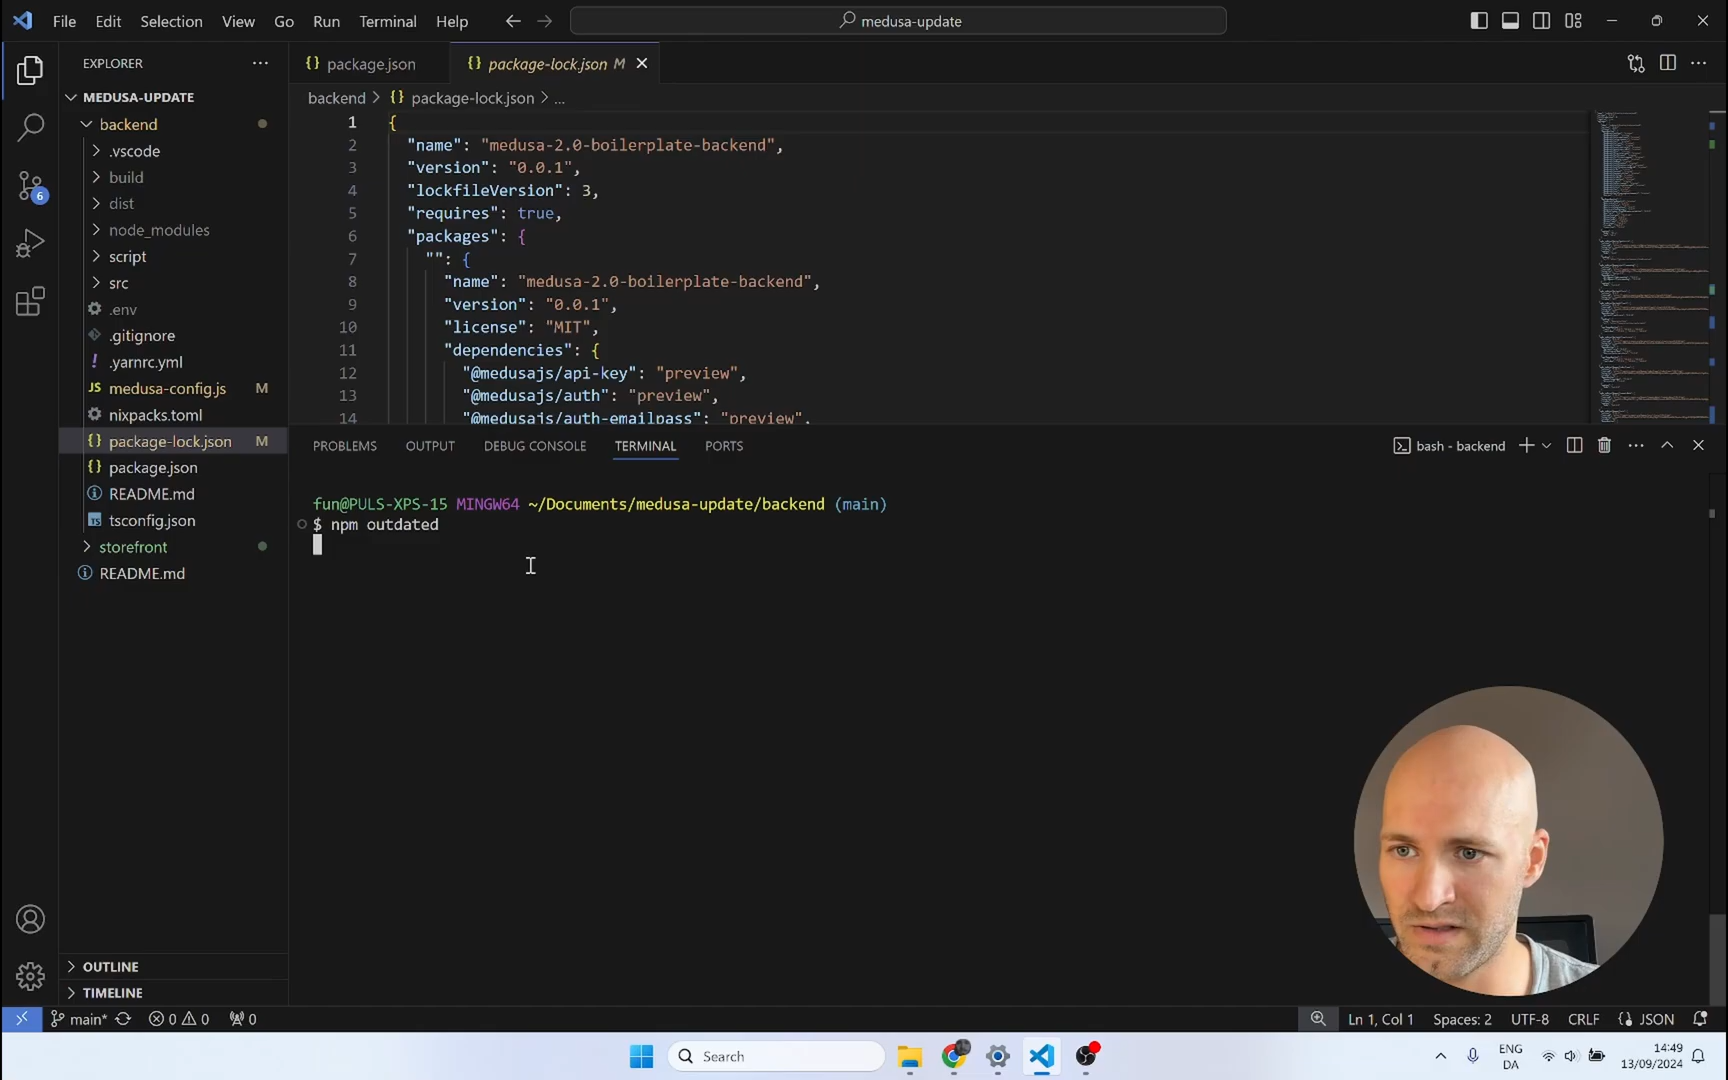 File Edit Selection View Go Run Terminal Help
medusa-update
EXPLORER
MEDUSA-UPDATE
backend
.vscode
build
dist
node_modules
script
src
.env
.gitignore
.yarnrc.yml
medusa-config.js M
nixpacks.toml
package-lock.json M
package.json
README.md
tsconfig.json
storefront
README.md
OUTLINE
TIMELINE
6
package.json
package-lock.json M
backend > package-lock.json > ...
1 {
2 "name": "medusa-2.0-boilerplate-backend",
3 "version": "0.0.1",
4 "lockfileVersion": 3,
5 "requires": true,
6 "packages": {
7 "": {
8 "name": "medusa-2.0-boilerplate-backend",
9 "version": "0.0.1",
10 "license": "MIT",
11 "dependencies": {
12 "@medusajs/api-key": "preview",
13 "@medusajs/auth": "preview",
14 "@medusajs/auth-emailpass": "preview",
PROBLEMS OUTPUT DEBUG CONSOLE TERMINAL PORTS
bash - backend
fun@PULS-XPS-15 MINGW64 ~/Documents/medusa-update/backend (main)
$ npm outdated
main* 0 0 0
Ln 1, Col 1 Spaces: 2 UTF-8 CRLF {} JSON
Search
ENG
DA
14:49
13/09/2024